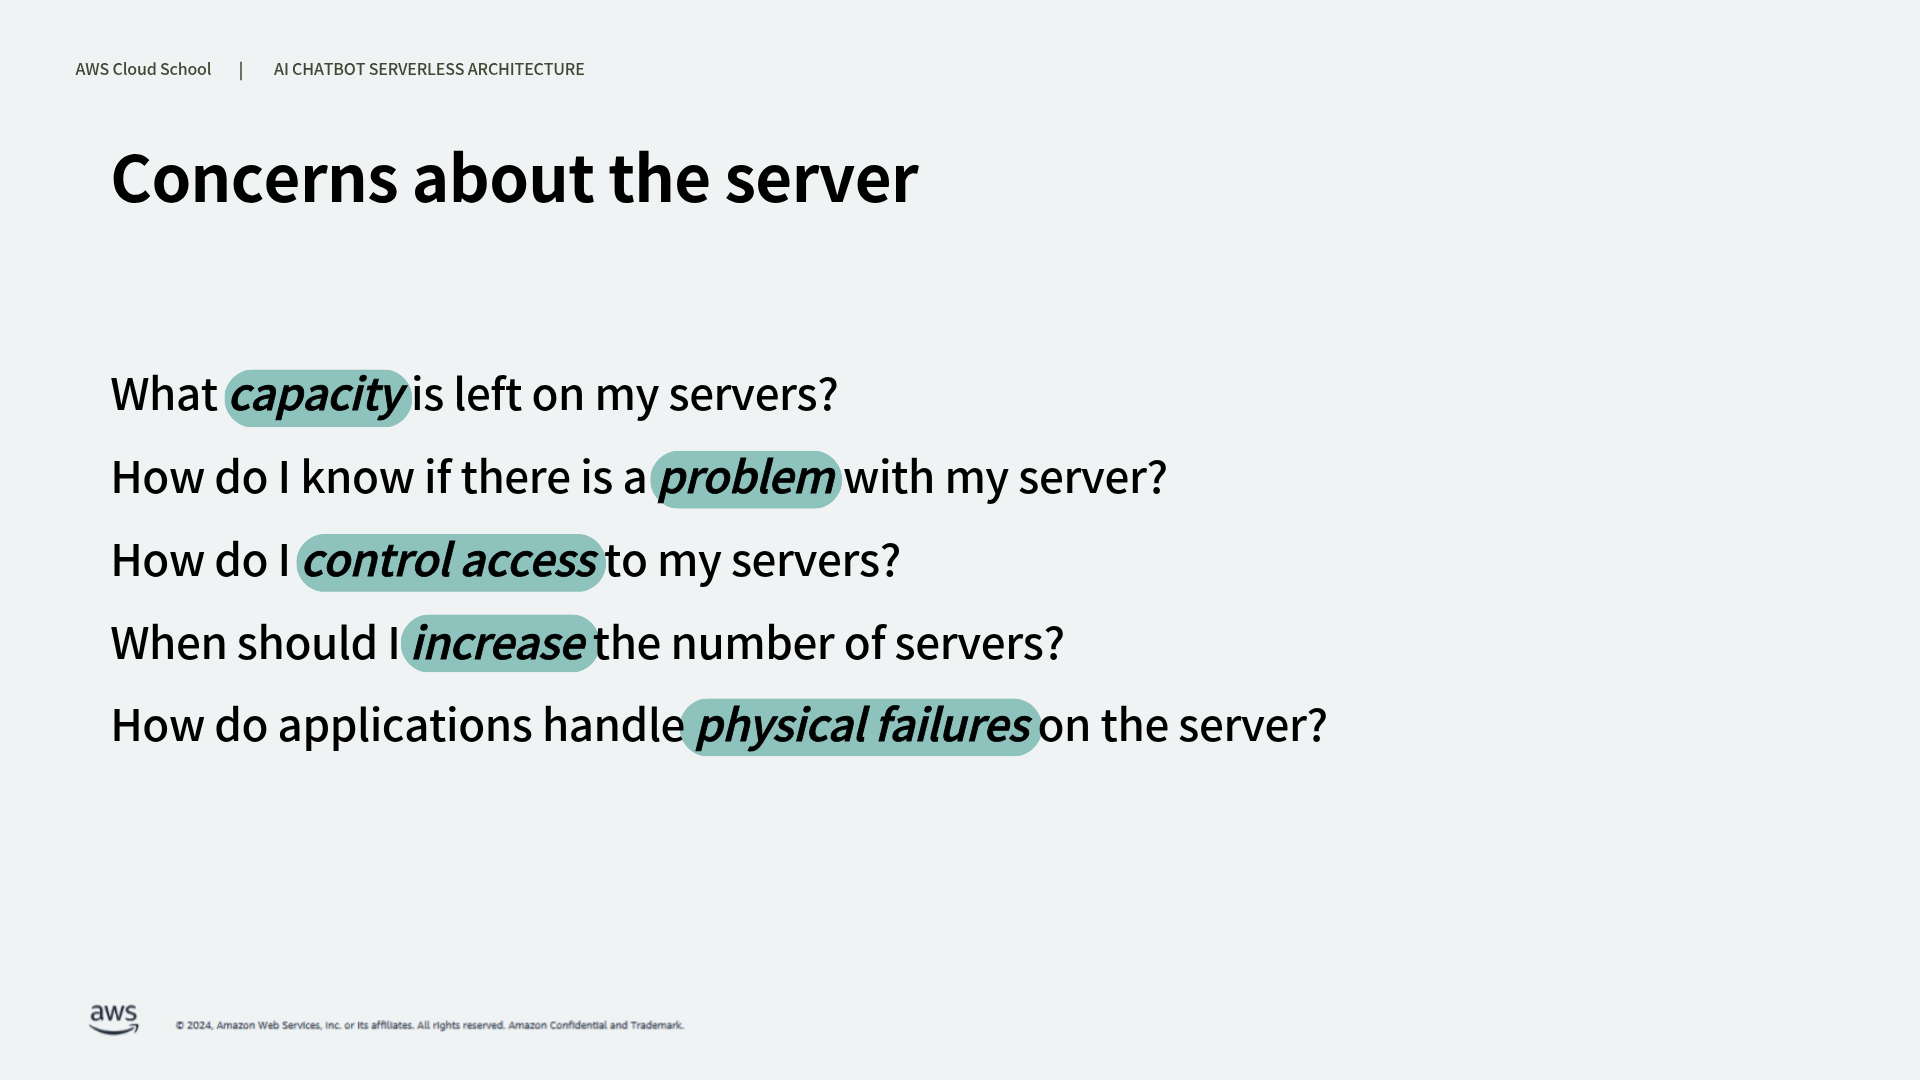 AWS Cloud School | AI CHATBOT SERVERLESS ARCHITECTURE
Concerns about the server
What capacity is left on my servers?
How do I know if there is a problem with my server?
How do I control access to my servers?
When should I increase the number of servers?
How do applications handle physical failures on the server?
aws
© 2024, Amazon Web Services, Inc. or its affiliates. All rights reserved. Amazon Confidential and Trademark.